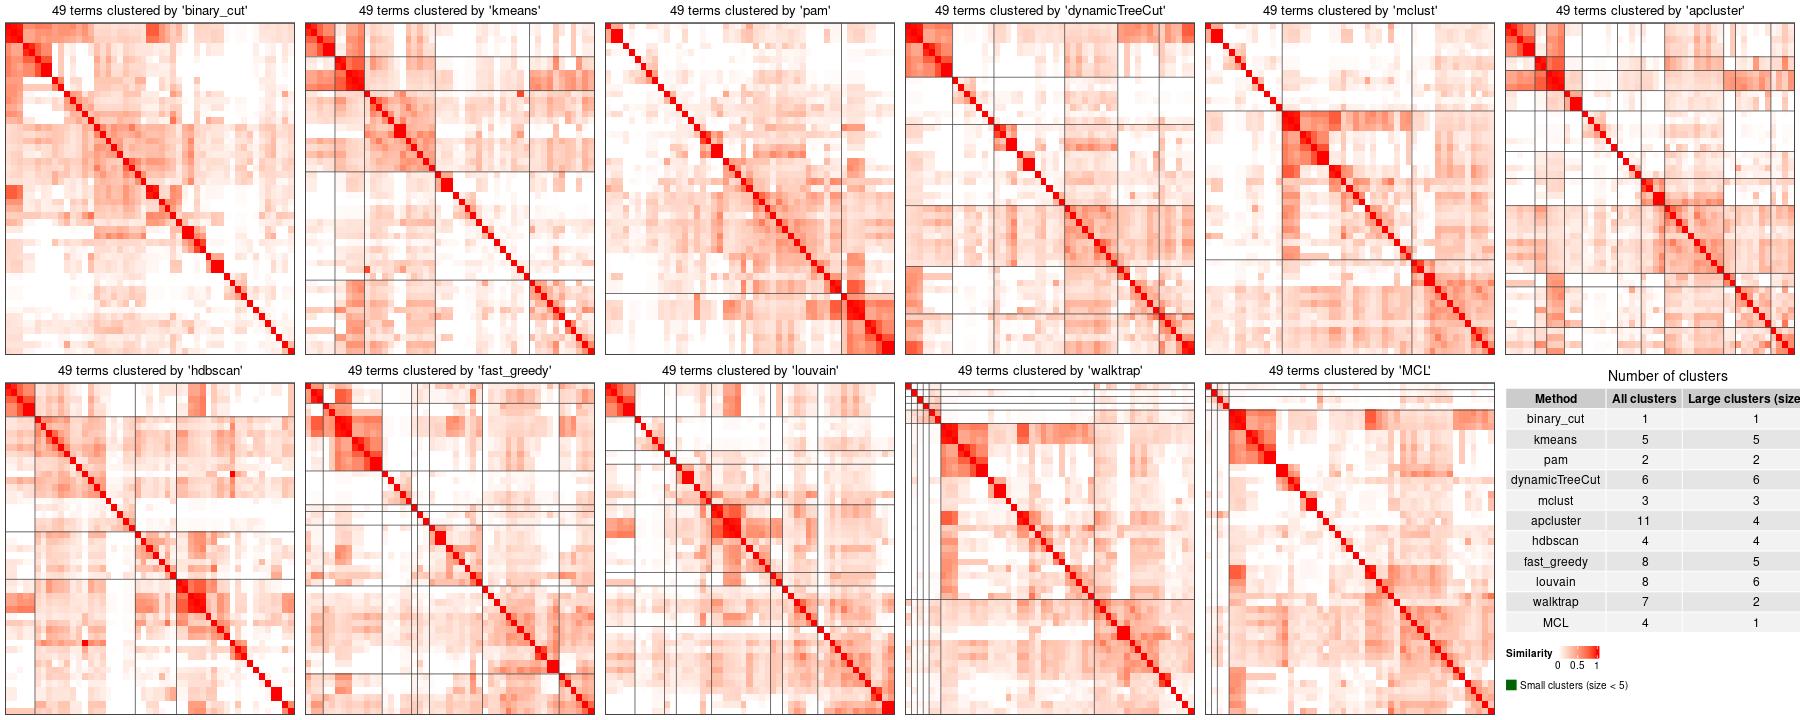 49 terms clustered by 'binary_cut'
49 terms clustered by 'kmeans'
49 terms clustered by 'pam'
49 terms clustered by 'dynamicTreeCut'
49 terms clustered by 'mclust'
49 terms clustered by 'apcluster'
49 terms clustered by 'hdbscan'
49 terms clustered by 'fast_greedy'
49 terms clustered by 'louvain'
49 terms clustered by 'walktrap'
49 terms clustered by 'MCL'
Number of clusters
Method All clusters Large clusters (size
binary_cut 1 1
kmeans 5 5
pam 2 2
dynamicTreeCut 6 6
mclust 3 3
apcluster 11 4
hdbscan 4 4
fast_greedy 8 5
louvain 8 6
walktrap 7 2
MCL 4 1
Similarity
0 0.5 1
Small clusters (size < 5)